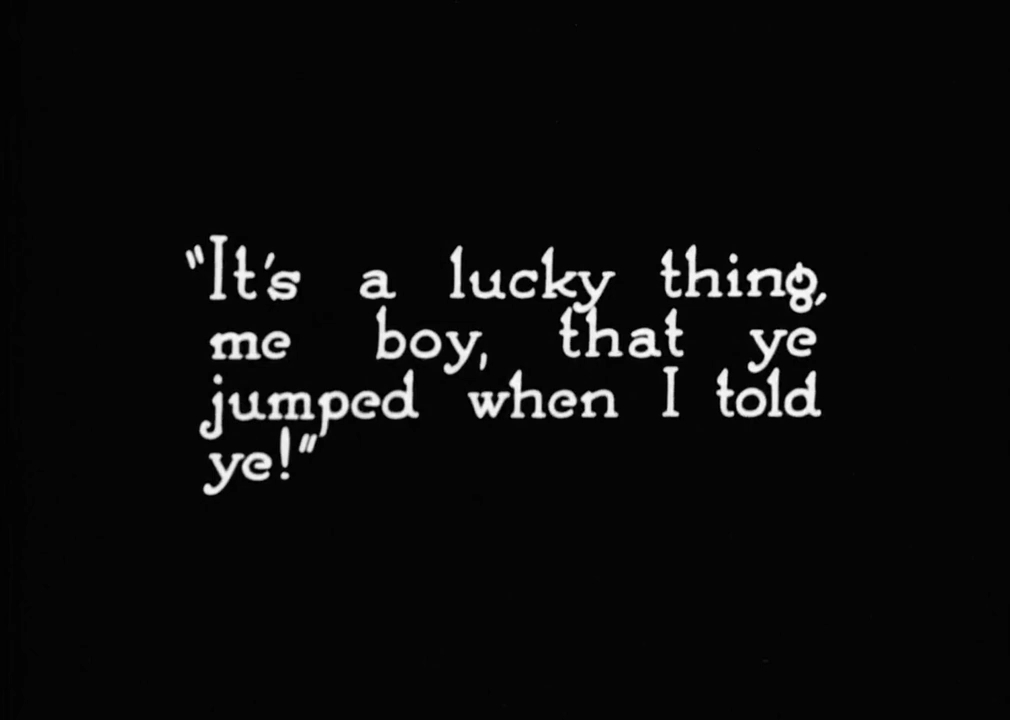 "It's a lucky thing,
me boy, that ye
jumped when I told
ye!"